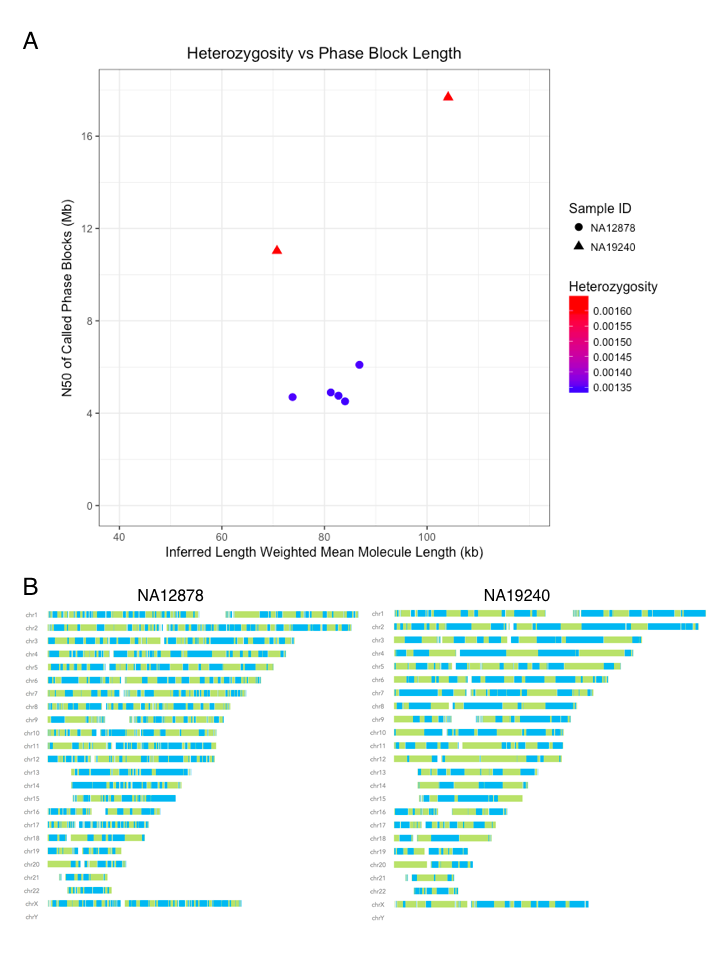 A
Heterozygosity vs Phase Block Length
N50 of Called Phase Blocks (Mb)
16
12
8
4
0
40 60 80 100
Inferred Length Weighted Mean Molecule Length (kb)
Sample ID
NA12878
NA19240
Heterozygosity
0.00160
0.00155
0.00150
0.00145
0.00140
0.00135
B
NA12878
chr1
chr2
chr3
chr4
chr5
chr6
chr7
chr8
chr9
chr10
chr11
chr12
chr13
chr14
chr15
chr16
chr17
chr18
chr19
chr20
chr21
chr22
chrX
chrY
NA19240
chr1
chr2
chr3
chr4
chr5
chr6
chr7
chr8
chr9
chr10
chr11
chr12
chr13
chr14
chr15
chr16
chr17
chr18
chr19
chr20
chr21
chr22
chrX
chrY